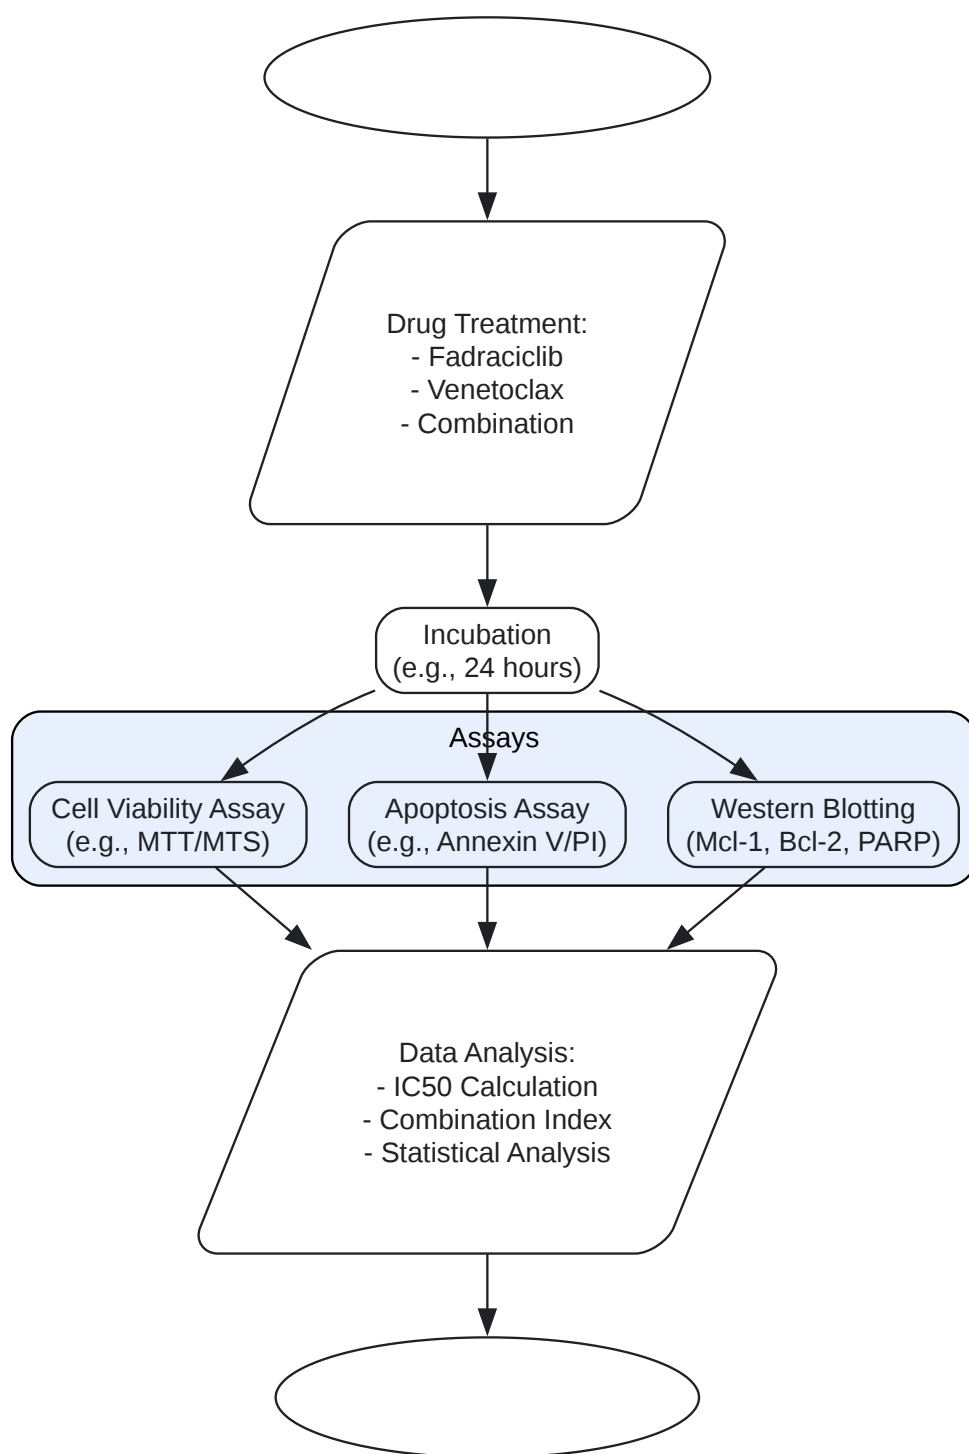 Drug Treatment:
- Fadraciclib
- Venetoclax
- Combination
Incubation
(e.g., 24 hours)
Assays
Cell Viability Assay
(e.g., MTT/MTS)
Apoptosis Assay
(e.g., Annexin V/PI)
Western Blotting
(Mcl-1, Bcl-2, PARP)
Data Analysis:
- IC50 Calculation
- Combination Index
- Statistical Analysis